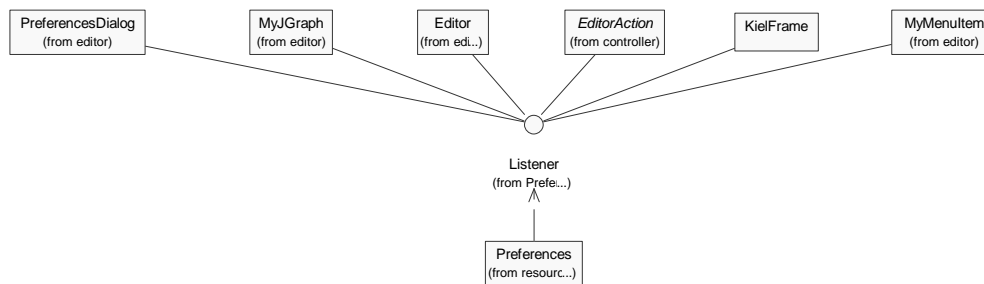 PreferencesDialog
(from editor)
MyJGraph
(from editor)
Editor
(from edi...)
EditorAction
(from controller)
KielFrame
MyMenuItem
(from editor)
Listener
(from Prefe...)
Preferences
(from resourc...)